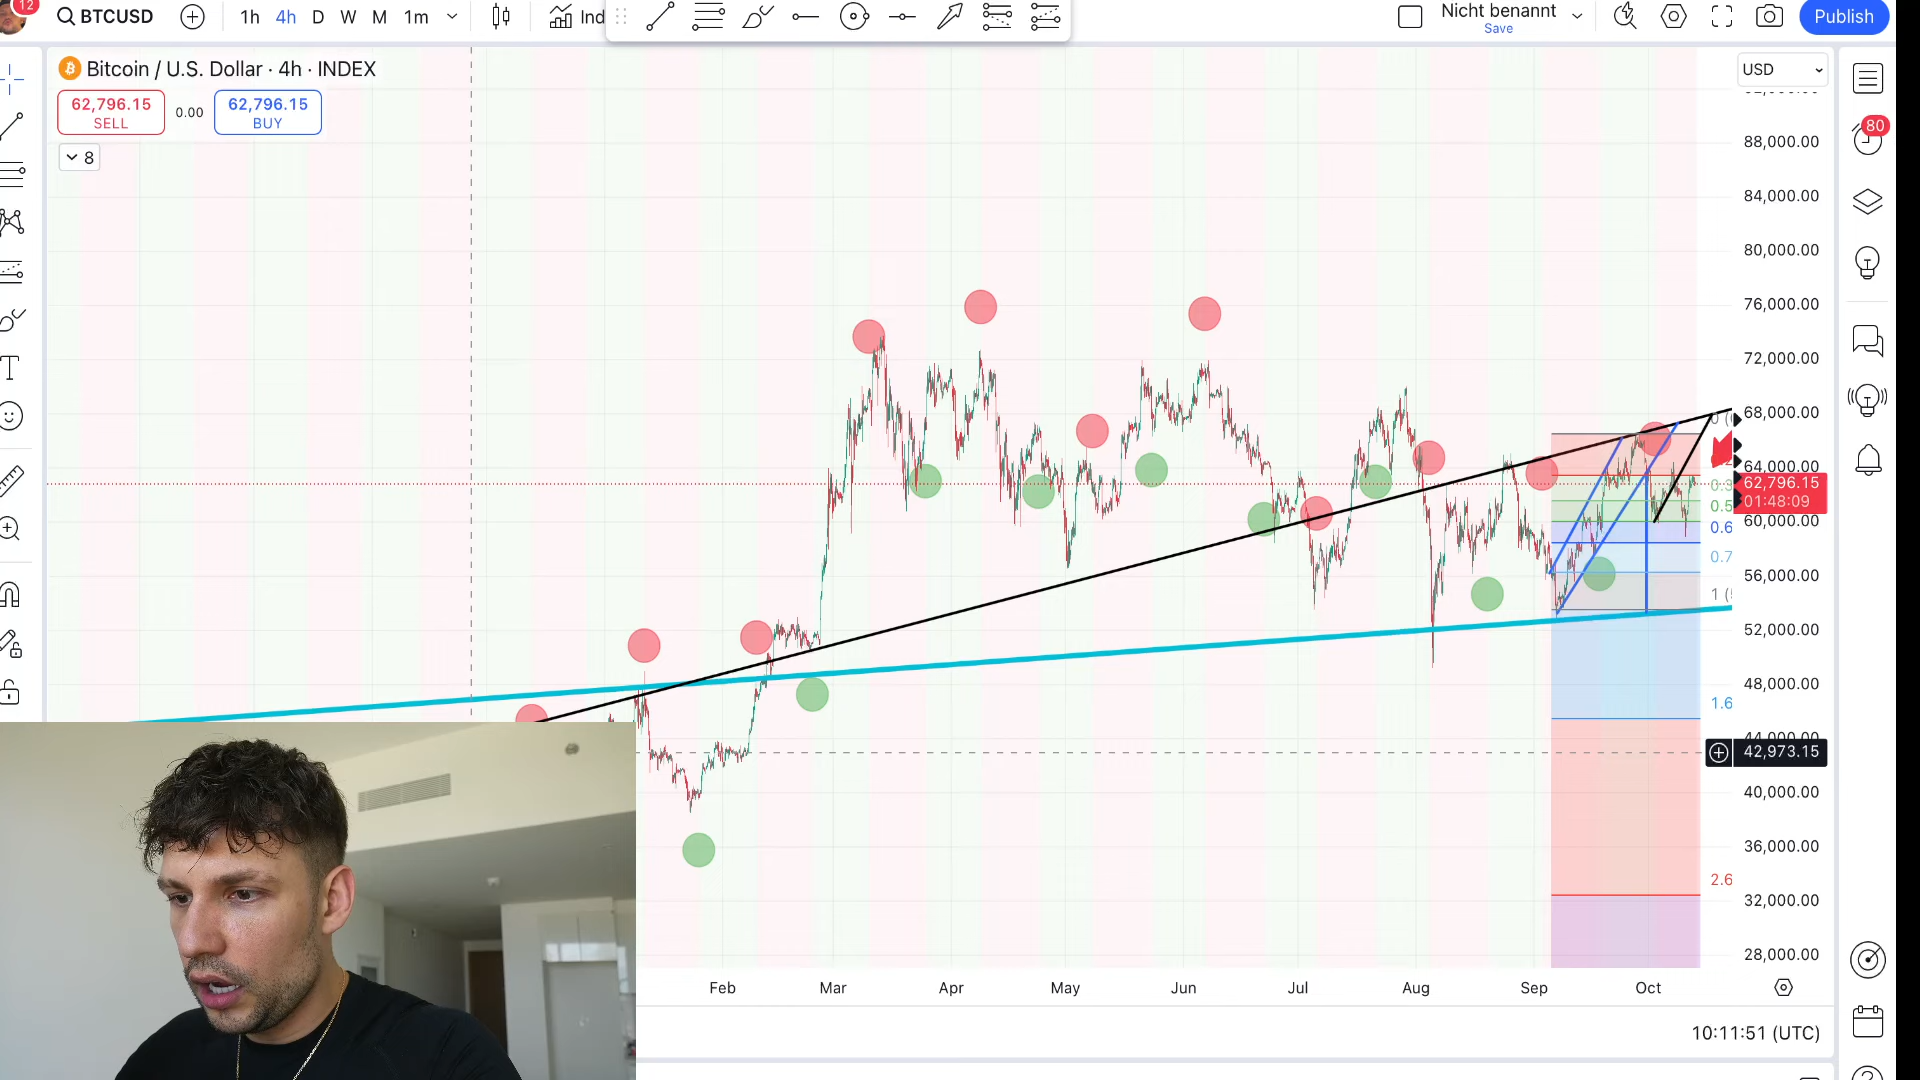 12
BTCUSD
1h 4h D W M 1m
Ind
Nicht benannt
Save
Publish
Bitcoin / U.S. Dollar · 4h · INDEX
62,796.15
SELL
0.00
62,796.15
BUY
8
USD
80
88,000.00
84,000.00
80,000.00
76,000.00
72,000.00
68,000.00
64,000.00
62,796.15
01:48:09
60,000.00
56,000.00
52,000.00
48,000.00
44,000.00
42,973.15
40,000.00
36,000.00
32,000.00
28,000.00
0 (
0.5
0.6
0.7
1 (
1.6
2.6
Feb Mar Apr May Jun Jul Aug Sep Oct
10:11:51 (UTC)